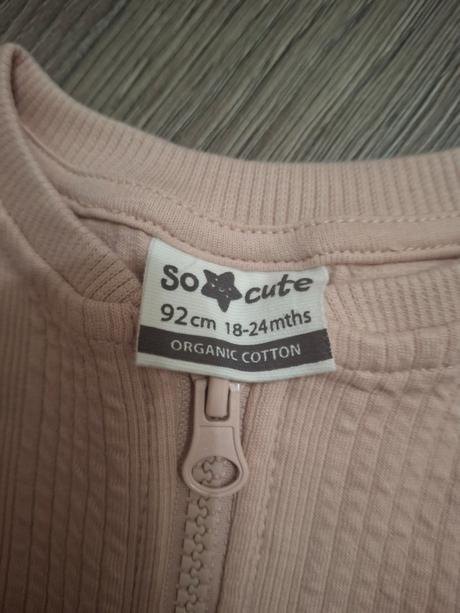 So cute
92cm 18-24mths
ORGANIC COTTON